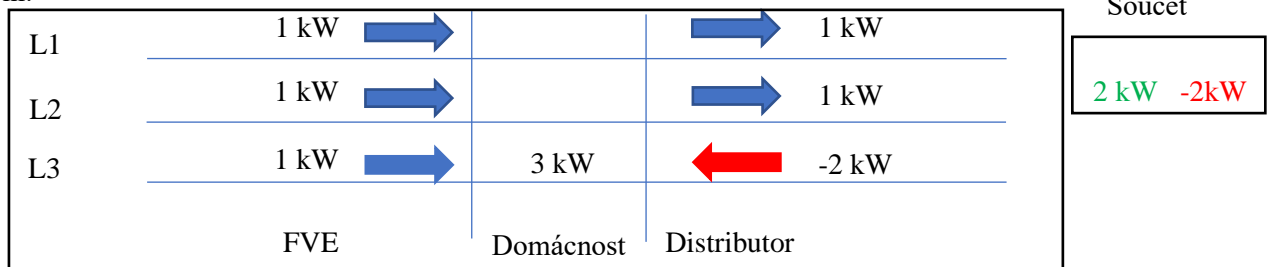 Součet
L1 1 kW 1 kW
L2 1 kW 1 kW 2 kW -2kW
L3 1 kW 3 kW -2 kW
FVE Domácnost Distributor